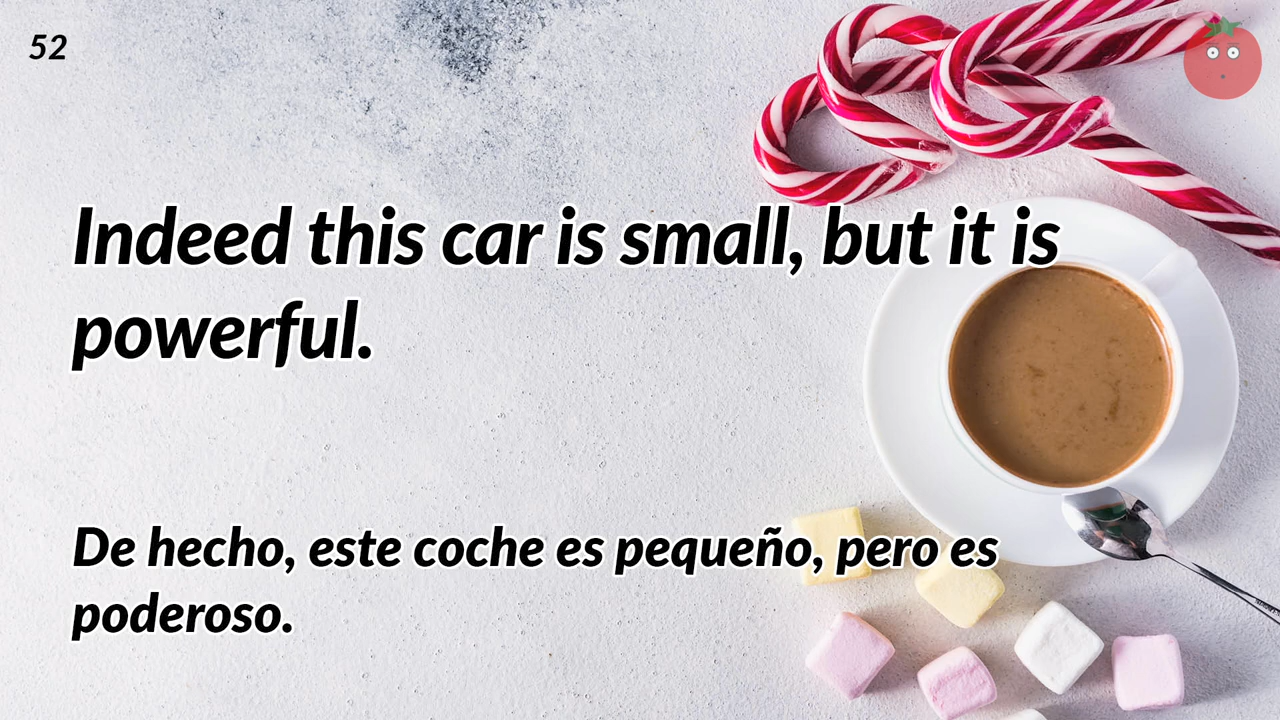 52
Indeed this car is small, but it is
powerful.
De hecho, este coche es pequeño, pero es
poderoso.